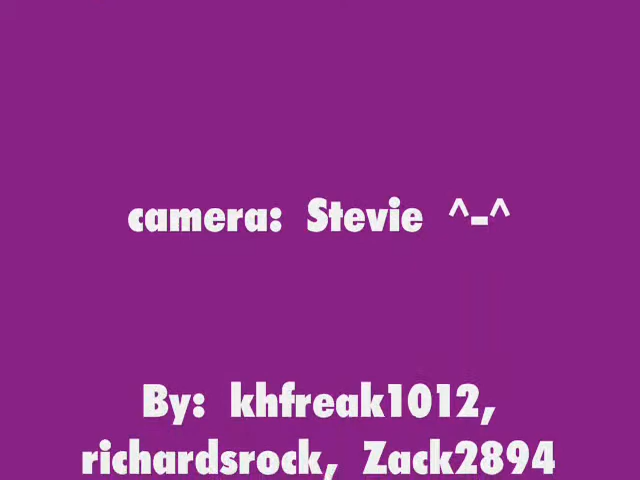 camera: Stevie ^-^
By: khfreak1012,
richardsrock, Zack2894